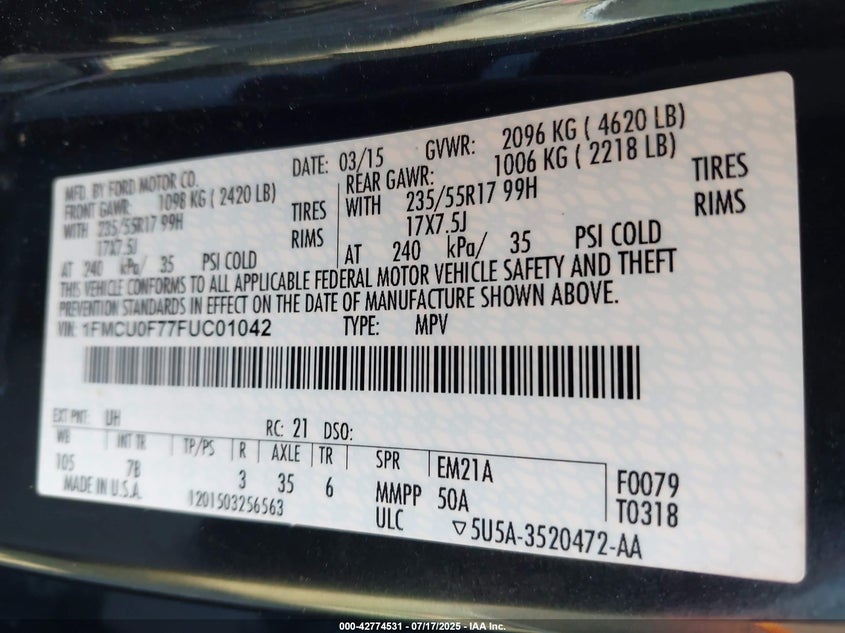 MFD. BY FORD MOTOR CO.
DATE: 03/15 GVWR: 2096 KG ( 4620 LB)
FRONT GAWR: 1098 KG ( 2420 LB) REAR GAWR: 1006 KG ( 2218 LB)
WITH 235/55R17 99H TIRES WITH 235/55R17 99H TIRES
17X7.5J RIMS 17X7.5J RIMS
AT 240 kPa/ 35 PSI COLD AT 240 kPa/ 35 PSI COLD
THIS VEHICLE CONFORMS TO ALL APPLICABLE FEDERAL MOTOR VEHICLE SAFETY AND THEFT
PREVENTION STANDARDS IN EFFECT ON THE DATE OF MANUFACTURE SHOWN ABOVE.
VIN: 1FMCU0F77FUC01042 TYPE: MPV
EXT PNT: UH RC: 21 DSO:
WB INT TR TP/PS R AXLE TR SPR EM21A F0079
105 7B 3 35 6 MMPP 50A T0318
MADE IN U.S.A. 1201503256563 ULC ▽5U5A-3520472-AA
000-42774531 - 07/17/2025 - IAA Inc.